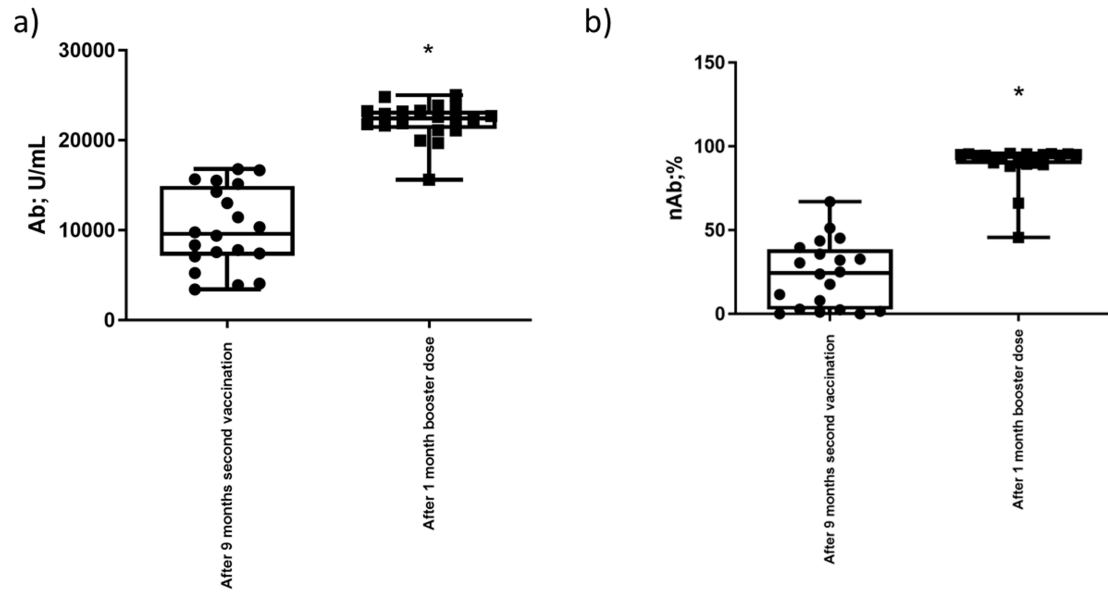 a)
Ab; U/mL
30000
20000
10000
0
*
After 9 months second vaccination
After 1 month booster dose
b)
nAb;%
150
100
50
0
*
After 9 months second vaccination
After 1 month booster dose